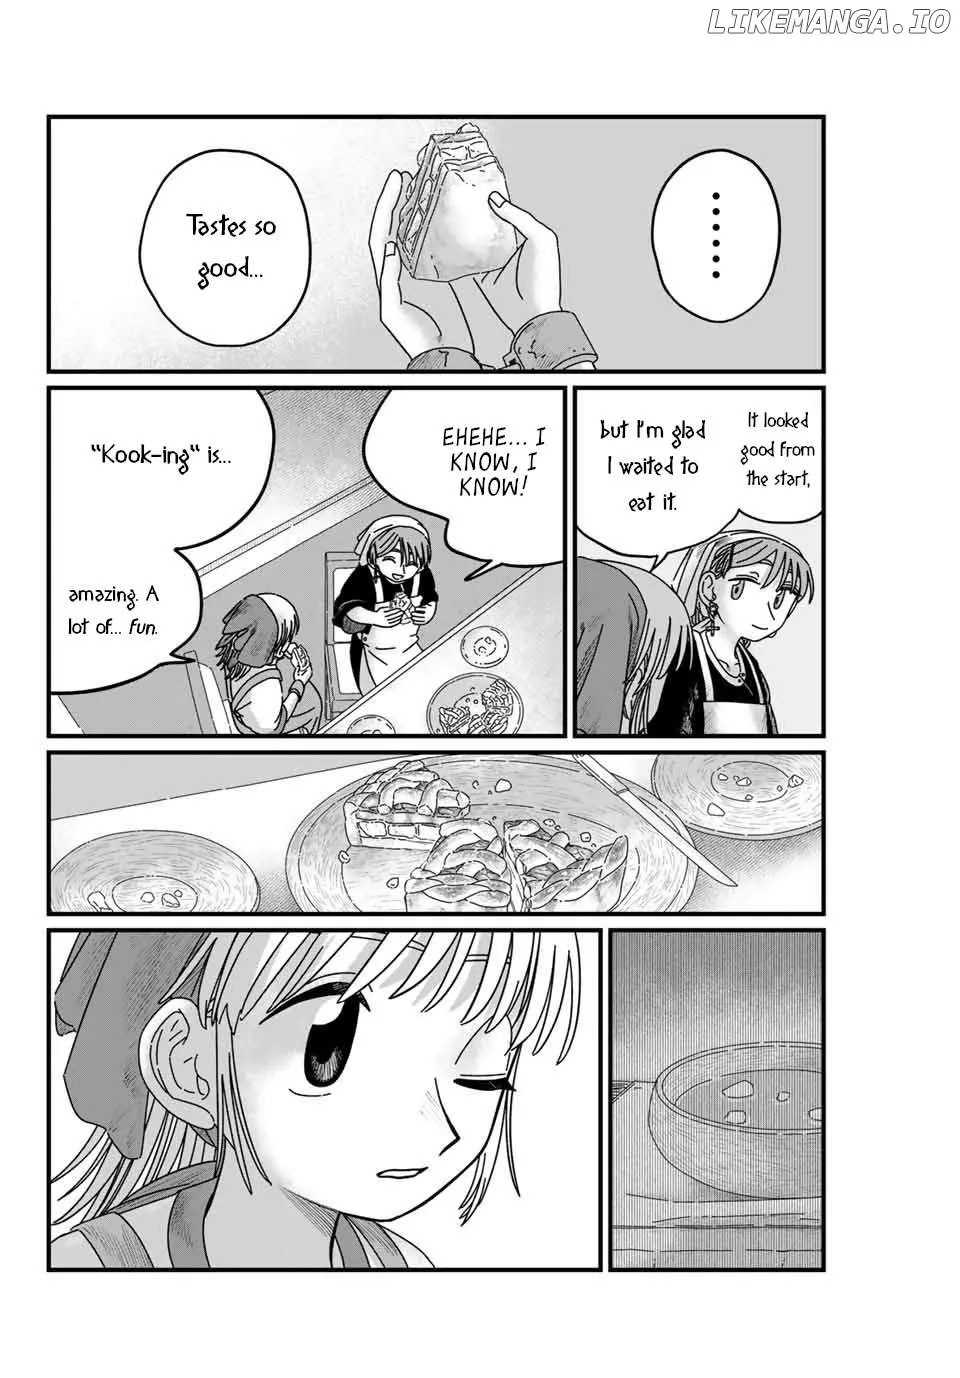 LIKEMANGA.IO
.......
Tastes so
good...
It looked
good from
the start,
but I'm glad
I waited to
eat it.
EHEHE... I
KNOW, I
KNOW!
"Kook-ing" is...
amazing. A
lot of... fun.